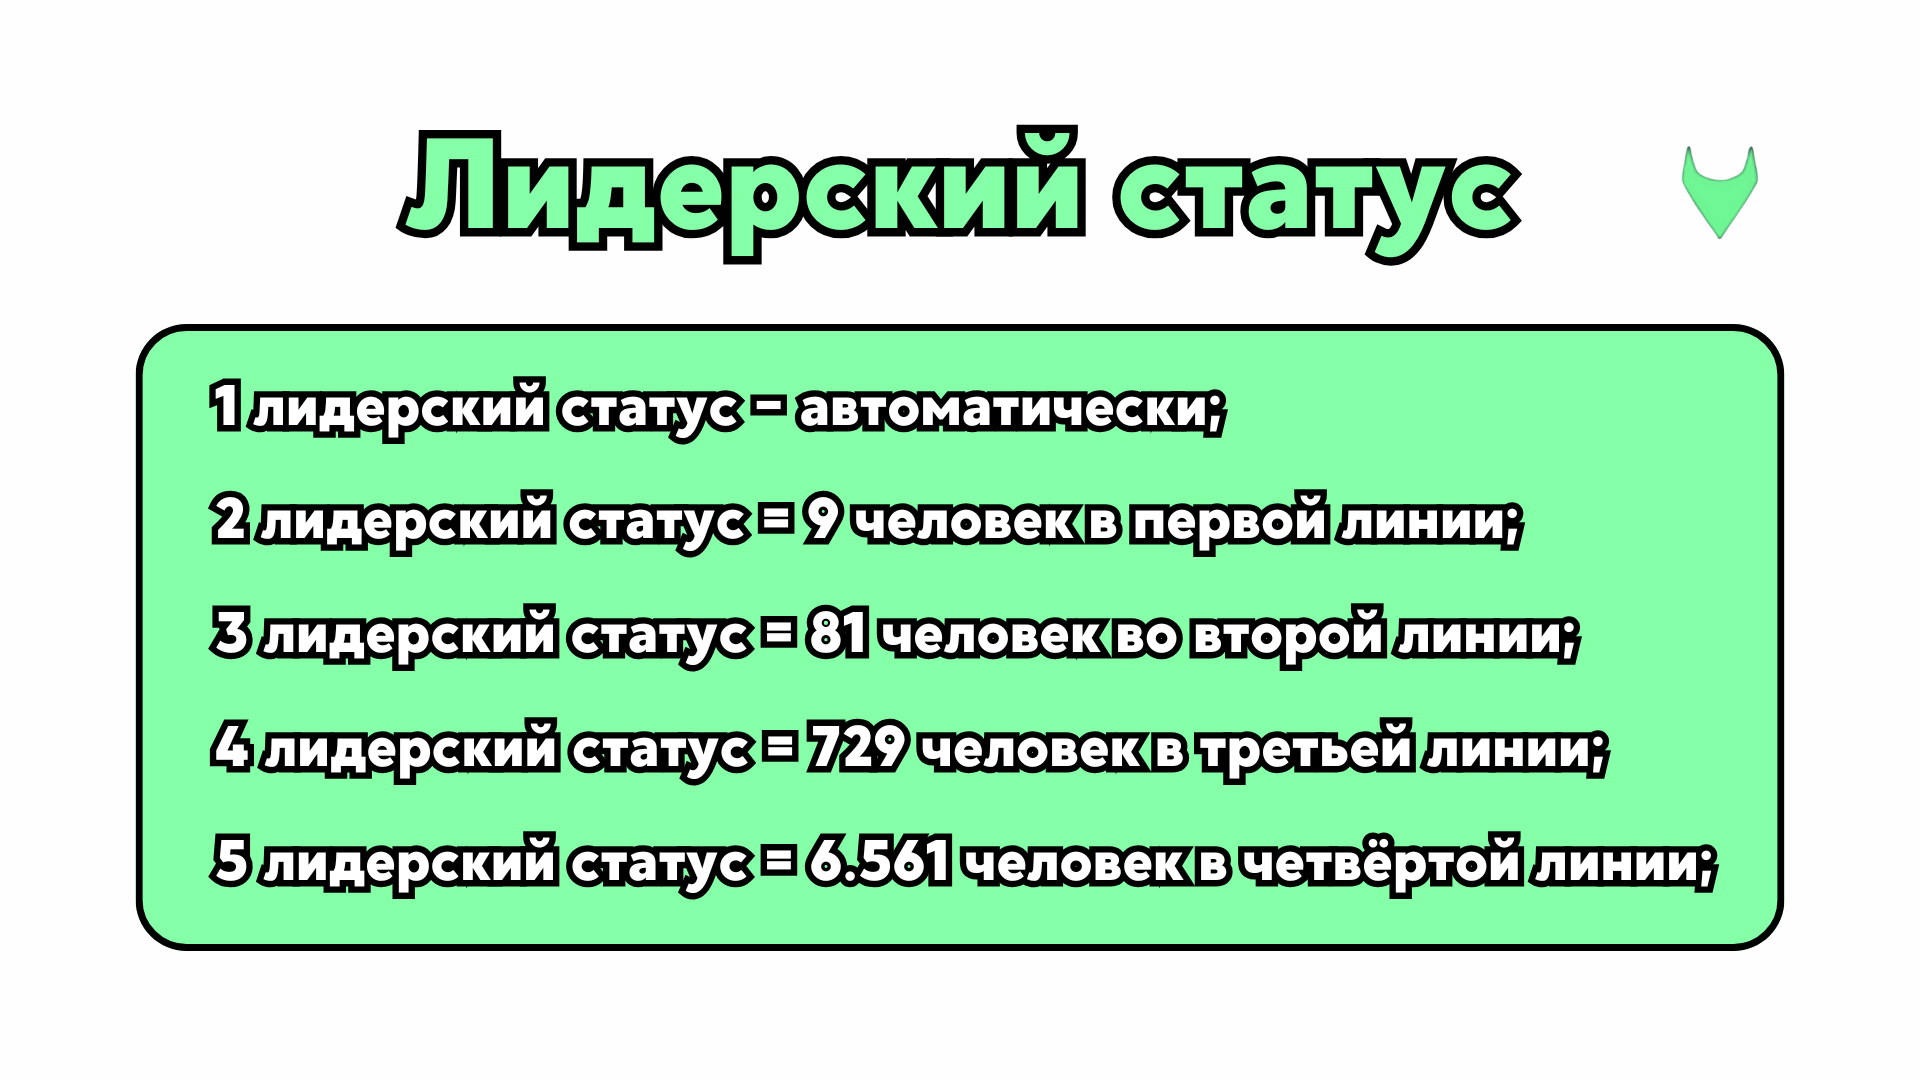 Лидерский статус
1 лидерский статус – автоматически;
2 лидерский статус = 9 человек в первой линии;
3 лидерский статус = 81 человек во второй линии;
4 лидерский статус = 729 человек в третьей линии;
5 лидерский статус = 6.561 человек в четвёртой линии;